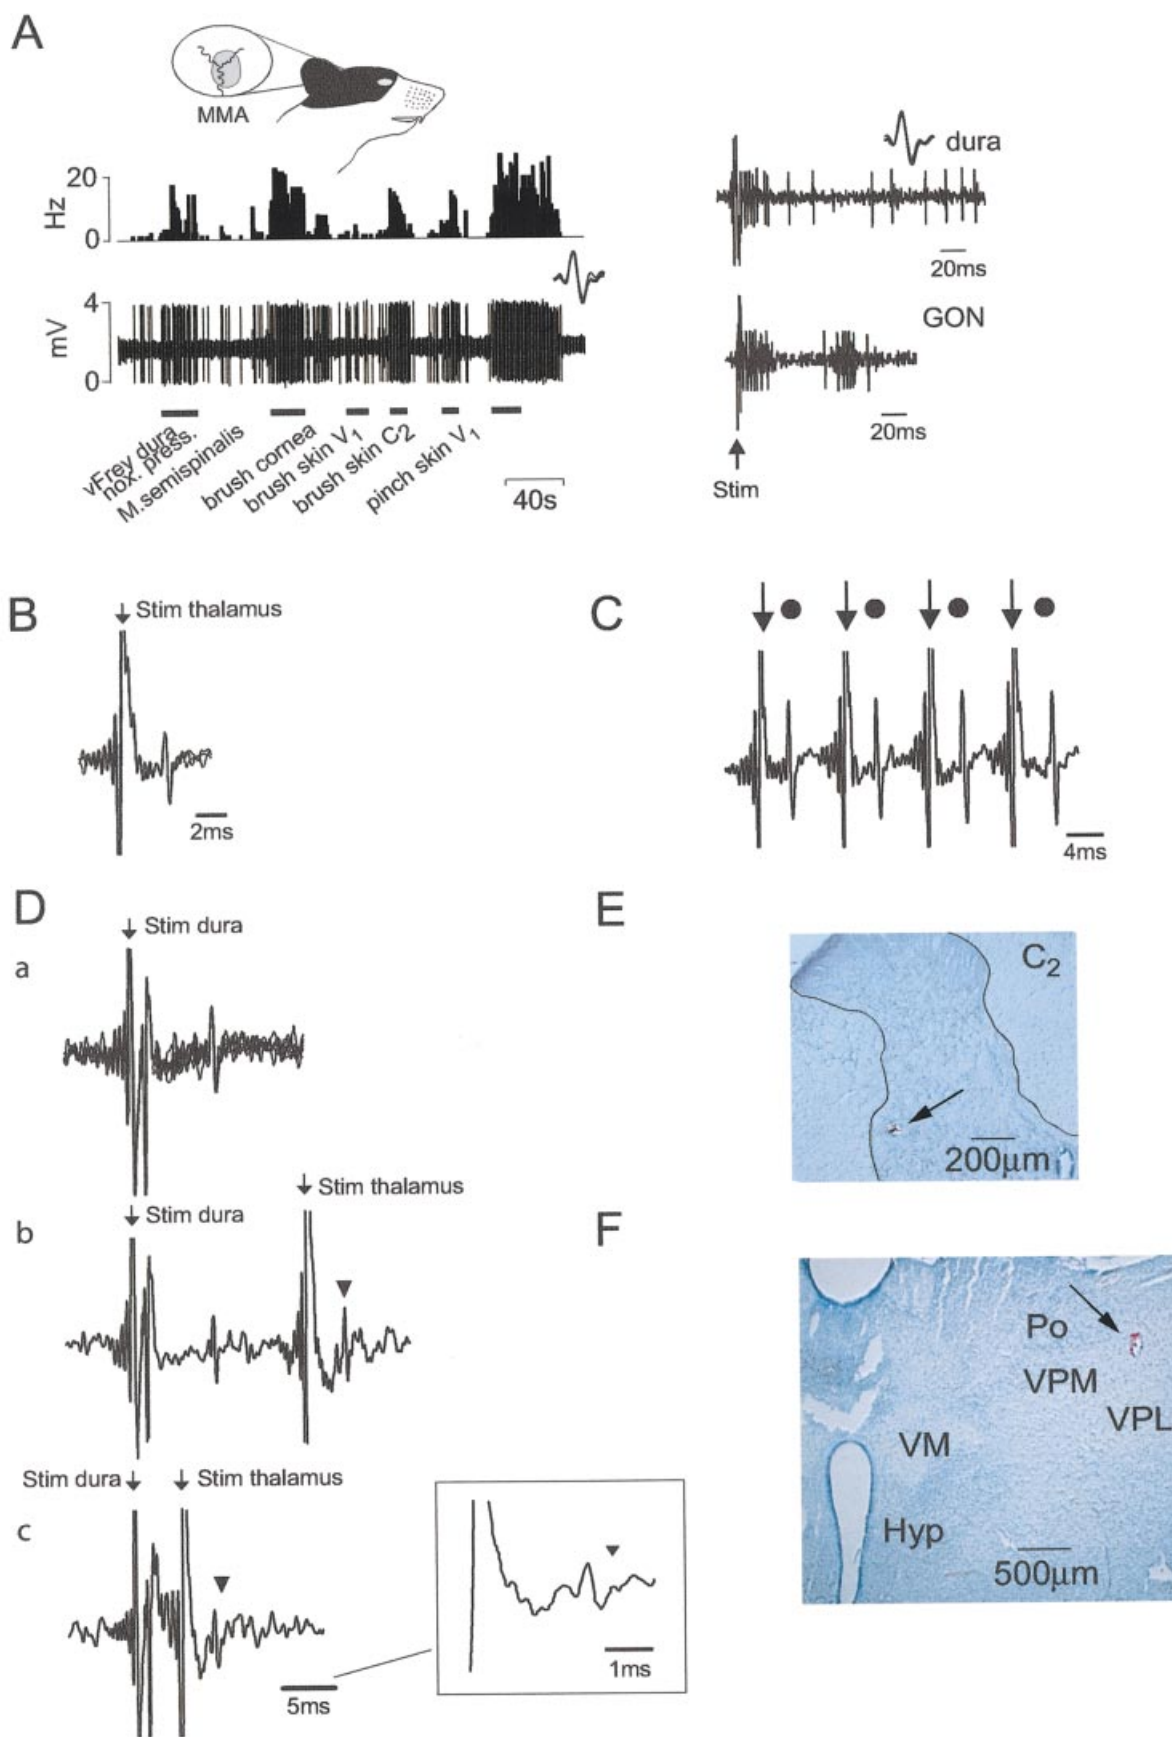 A
MMA
20
Hz
0
4
mV
0
vFrey dura
nox. press.
M.semispinalis
brush cornea
brush skin V₁
brush skin C₂
pinch skin V₁
40s
dura
20ms
GON
20ms
Stim
B
Stim thalamus
2ms
C
4ms
D
Stim dura
a
Stim thalamus
Stim dura
b
Stim dura
Stim thalamus
c
5ms
1ms
E
C₂
200µm
F
Po
VPM
VPL
VM
Hyp
500µm